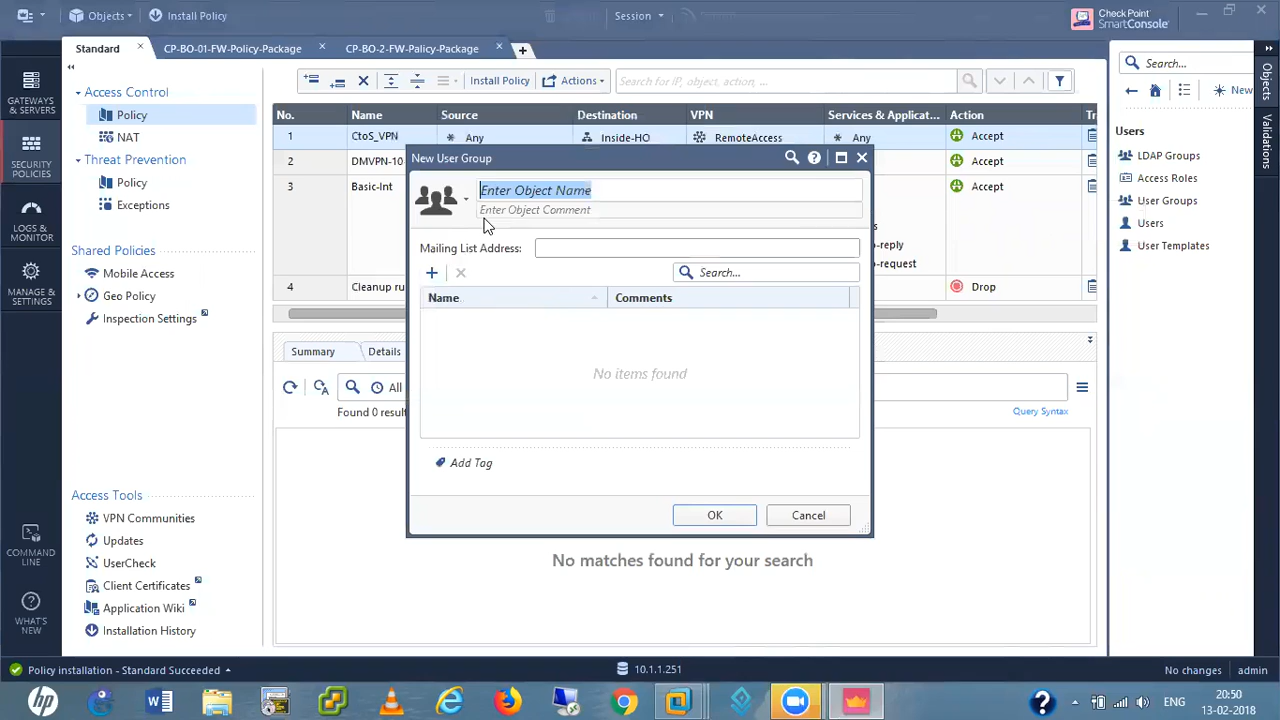 Objects
Install Policy
Session
Check Point
SmartConsole
Standard
CP-BO-01-FW-Policy-Package
CP-BO-2-FW-Palicy-Package
Search...
New
Objects
Validations
GATEWAYS
& SERVERS
SECURITY
POLICIES
LOGS &
MONITOR
MANAGE &
SETTINGS
COMMAND
LINE
WHAT'S
NEW
Access Control
Policy
NAT
Threat Prevention
Policy
Exceptions
Shared Policies
Mobile Access
Geo Policy
Inspection Settings
Access Tools
VPN Communities
Updates
UserCheck
Client Certificates
Application Wiki
Installation History
Install Policy
Actions
Search for IP, object, action, ...
No. Name Source Destination VPN Services & Applicat... Action Tr
1 CtoS_VPN Any Inside-HO RemoteAccess Any Accept
2 DMVPN-10 Accept
3 Basic-Int Accept
o-reply
o-request
4 Cleanup ru Drop
New User Group
Enter Object Name
Enter Object Comment
Mailing List Address:
Search...
Name Comments
No items found
Add Tag
OK Cancel
Summary Details
All
Found 0 result
Query Syntax
No matches found for your search
Users
LDAP Groups
Access Roles
User Groups
Users
User Templates
Policy installation - Standard Succeeded
10.1.1.251
No changes admin
ENG
20:50
13-02-2018